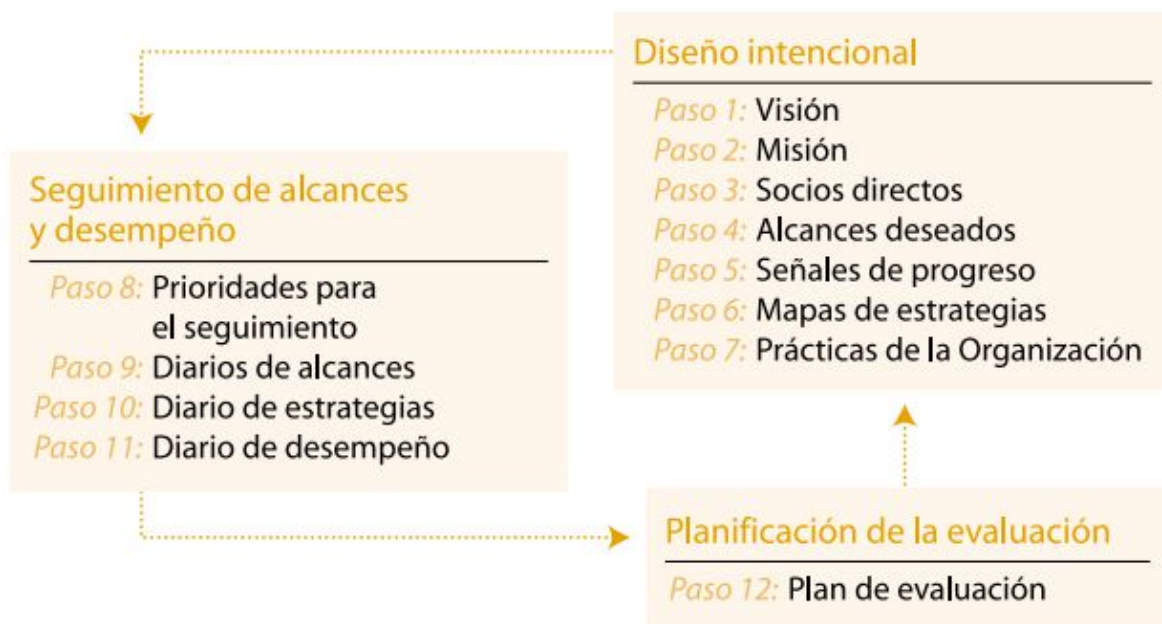 Diseño intencional
Paso 1: Visión
Paso 2: Misión
Paso 3: Socios directos
Paso 4: Alcances deseados
Paso 5: Señales de progreso
Paso 6: Mapas de estrategias
Paso 7: Prácticas de la Organización
Seguimiento de alcances
y desempeño
Paso 8: Prioridades para
el seguimiento
Paso 9: Diarios de alcances
Paso 10: Diario de estrategias
Paso 11: Diario de desempeño
Planificación de la evaluación
Paso 12: Plan de evaluación